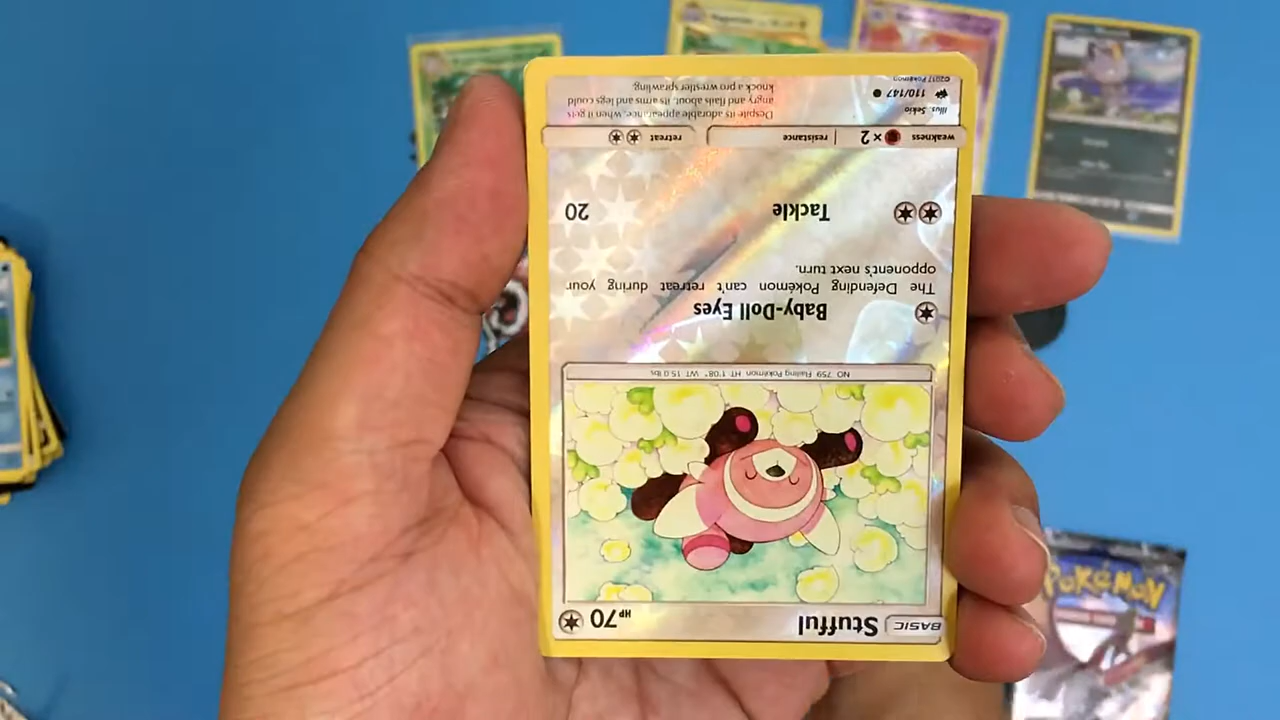 BASIC Stufful HP 70
NO. 759 Flailing Pokémon HT: 1'08" WT: 15.0 lbs.
Baby-Doll Eyes
The Defending Pokémon can't retreat during your
opponent's next turn.
Tackle 20
weakness ×2 resistance retreat
Illus. Sekio
110/147
©2017 Pokémon
Despite its adorable appearance, when it gets
angry and flails about, its arms and legs could
knock a pro wrestler sprawling.
POKÉMON